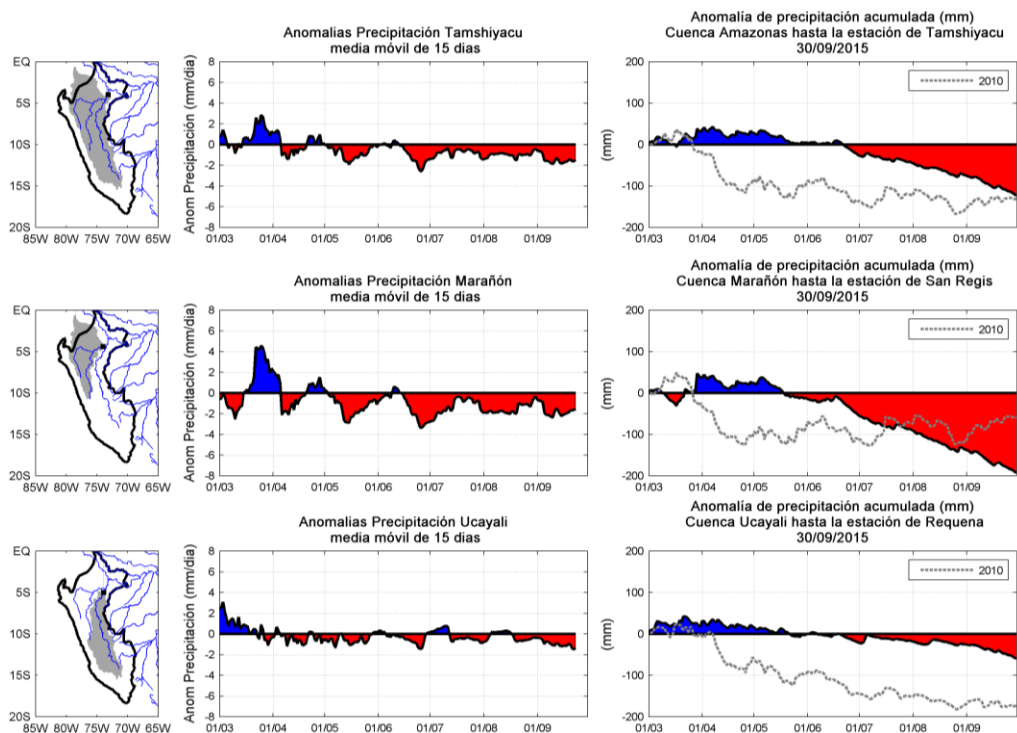 Anomalias Precipitación Tamshiyacu
media móvil de 15 dias
Anomalía de precipitación acumulada (mm)
Cuenca Amazonas hasta la estación de Tamshiyacu
30/09/2015
EQ
5S
10S
15S
20S
85W 80W 75W 70W 65W
Anom Precipitación (mm/dia)
8
6
4
2
0
-2
-4
-6
-8
01/03 01/04 01/05 01/06 01/07 01/08 01/09
(mm)
200
100
0
-100
-200
2010
01/03 01/04 01/05 01/06 01/07 01/08 01/09
Anomalias Precipitación Marañón
media móvil de 15 dias
Anomalía de precipitación acumulada (mm)
Cuenca Marañón hasta la estación de San Regis
30/09/2015
EQ
5S
10S
15S
20S
85W 80W 75W 70W 65W
Anom Precipitación (mm/dia)
8
6
4
2
0
-2
-4
-6
-8
01/03 01/04 01/05 01/06 01/07 01/08 01/09
(mm)
200
100
0
-100
-200
2010
01/03 01/04 01/05 01/06 01/07 01/08 01/09
Anomalias Precipitación Ucayali
media móvil de 15 dias
Anomalía de precipitación acumulada (mm)
Cuenca Ucayali hasta la estación de Requena
30/09/2015
EQ
5S
10S
15S
20S
85W 80W 75W 70W 65W
Anom Precipitación (mm/dia)
8
6
4
2
0
-2
-4
-6
-8
01/03 01/04 01/05 01/06 01/07 01/08 01/09
(mm)
200
100
0
-100
-200
2010
01/03 01/04 01/05 01/06 01/07 01/08 01/09